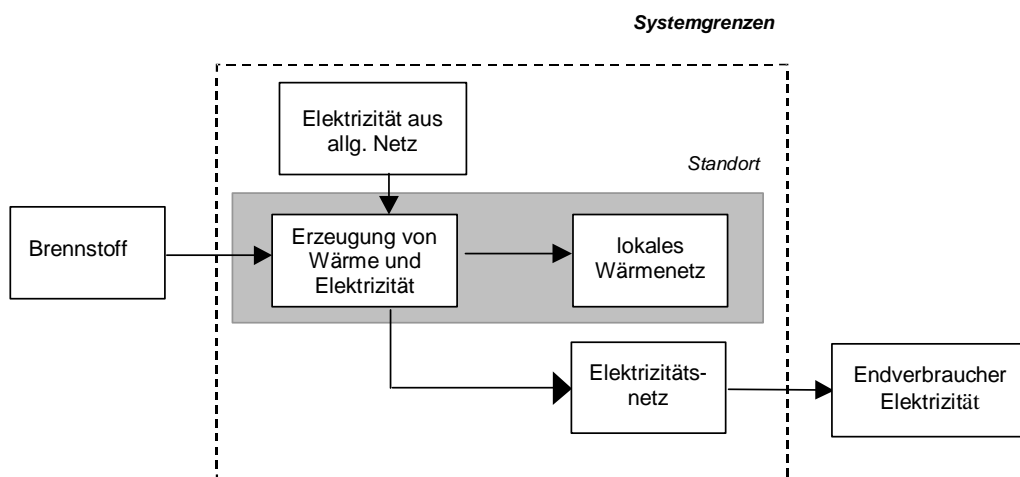 Systemgrenzen
Elektrizität aus
allg. Netz
Standort
Brennstoff
Erzeugung von
Wärme und
Elektrizität
lokales
Wärmenetz
Elektrizitäts-
netz
Endverbraucher
Elektrizität